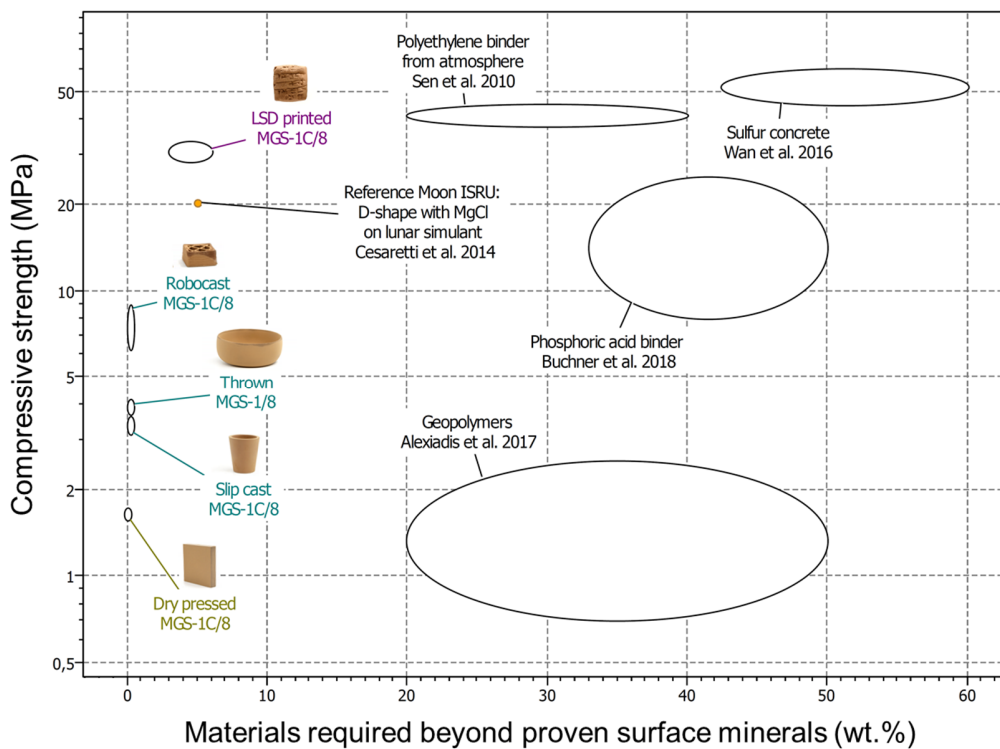 Polyethylene binder
from atmosphere
Sen et al. 2010
LSD printed
MGS-1C/8
Sulfur concrete
Wan et al. 2016
Reference Moon ISRU:
D-shape with MgCl
on lunar simulant
Cesaretti et al. 2014
Robocast
MGS-1C/8
Phosphoric acid binder
Buchner et al. 2018
Thrown
MGS-1/8
Geopolymers
Alexiadis et al. 2017
Slip cast
MGS-1C/8
Dry pressed
MGS-1C/8
Compressive strength (MPa)
50
20
10
5
2
1
0,5
0 10 20 30 40 50 60
Materials required beyond proven surface minerals (wt.%)